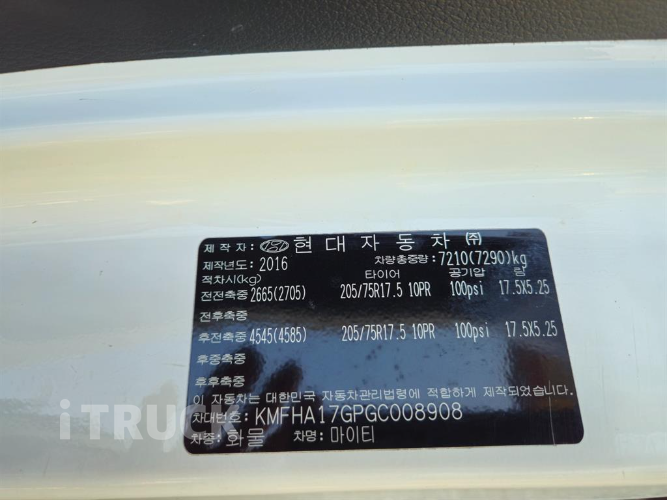 제작자: 현대자동차㈜
제작년도: 2016 차량총중량: 7210(7290)kg
적차시(kg) 타이어 공기압 림
전전축중 2665(2705) 205/75R17.5 10PR 100psi 17.5X5.25
전후축중
후전축중 4545(4585) 205/75R17.5 10PR 100psi 17.5X5.25
후중축중
후후축중
이 자동차는 대한민국 자동차관리법령에 적합하게 제작되었습니다.
차대번호: KMFHA17GPGC008908
차종: 화물 차명: 마이티
iTRUCK